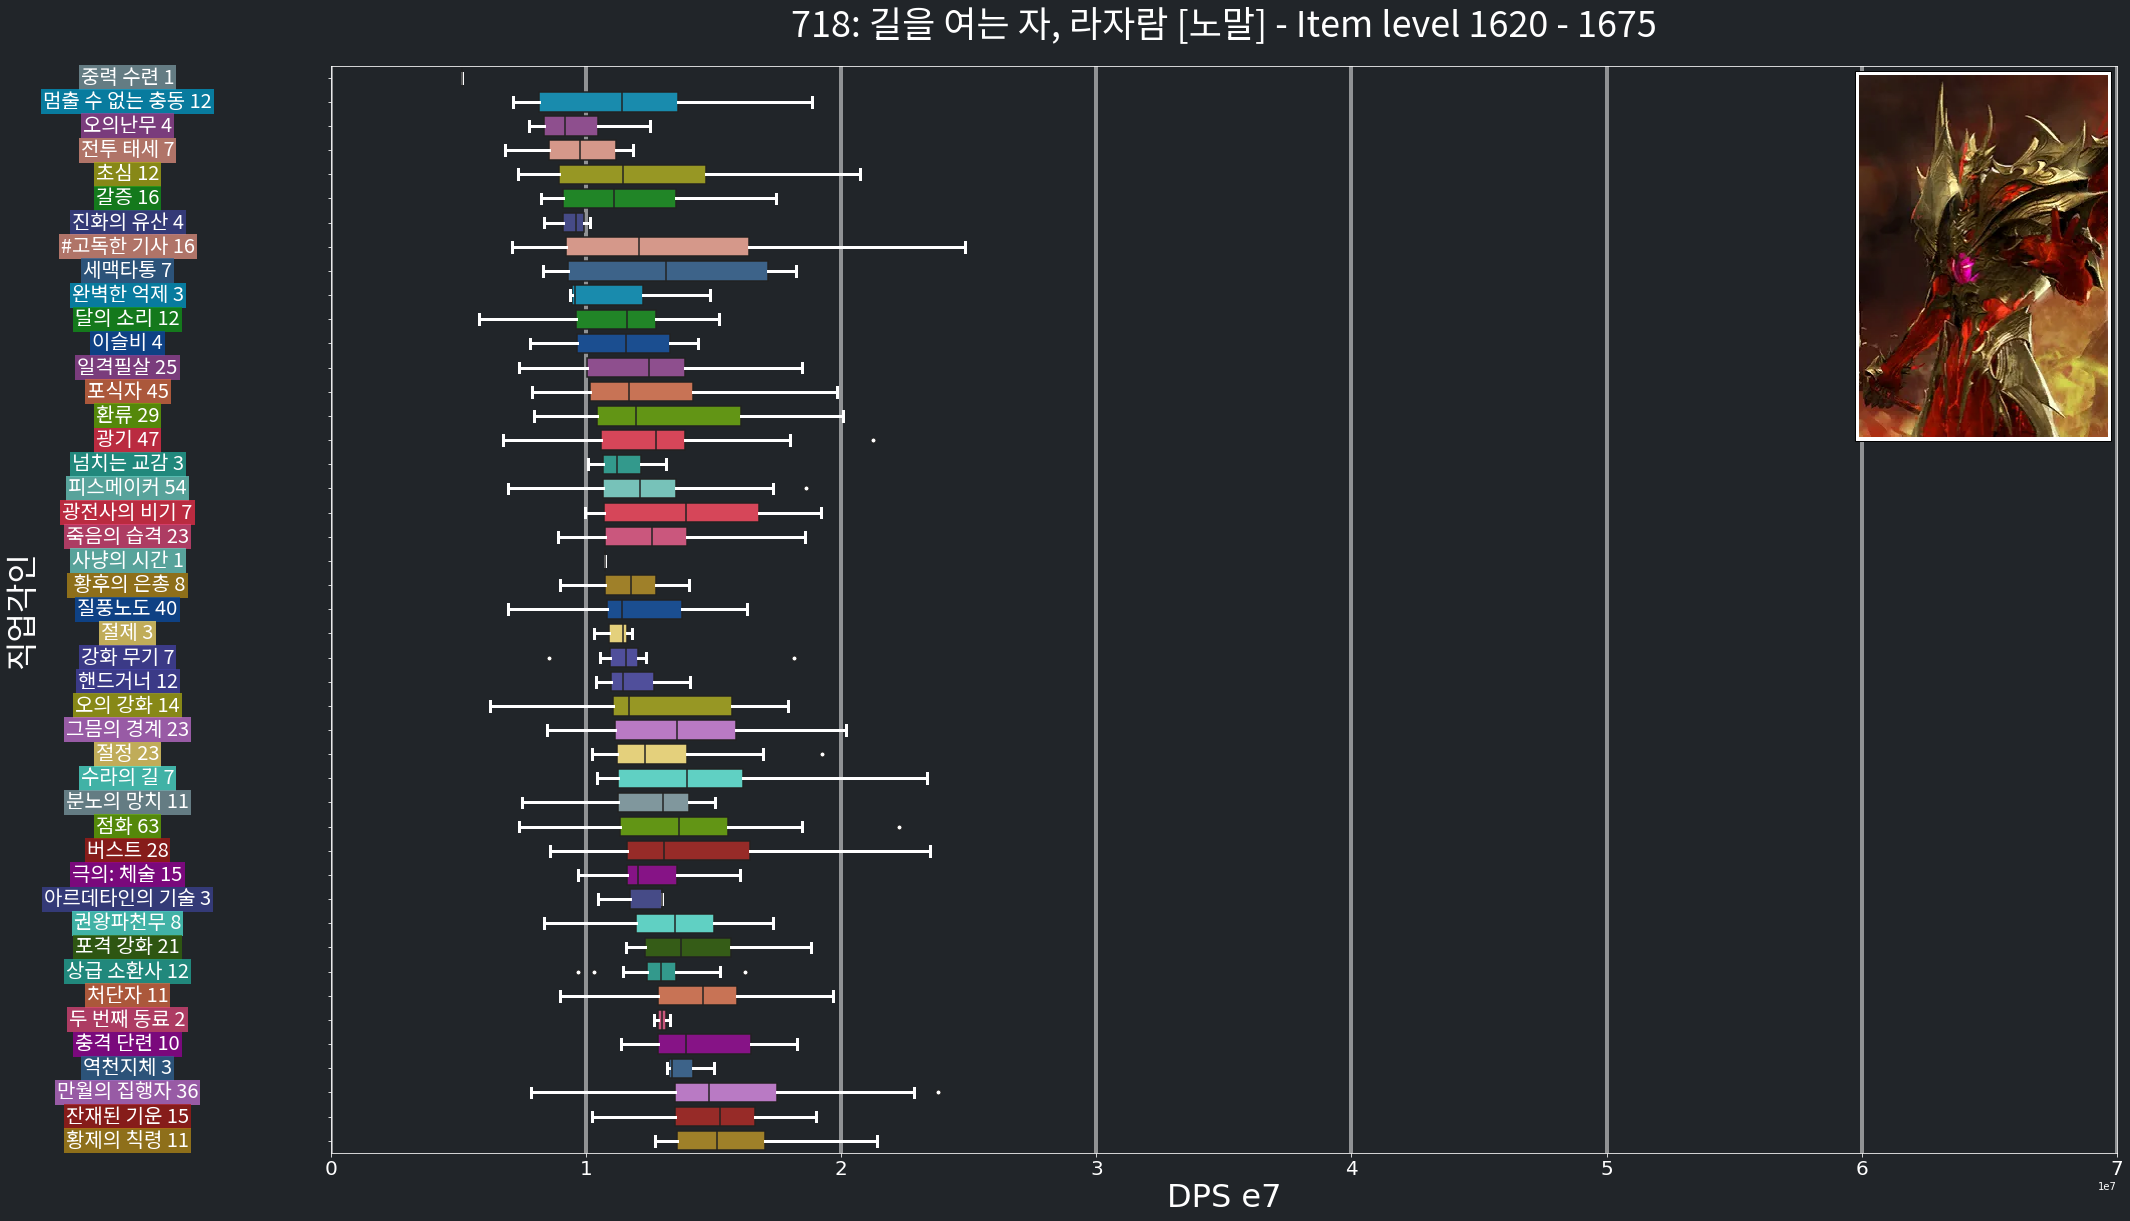 718: 길을 여는 자, 라자람 [노말] - Item level 1620 - 1675
중력 수련 1
멈출 수 없는 충동 12
오의난무 4
전투 태세 7
초심 12
갈증 16
진화의 유산 4
#고독한 기사 16
세맥타통 7
완벽한 억제 3
달의 소리 12
이슬비 4
일격필살 25
포식자 45
환류 29
광기 47
넘치는 교감 3
피스메이커 54
광전사의 비기 7
죽음의 습격 23
사냥의 시간 1
황후의 은총 8
질풍노도 40
절제 3
강화 무기 7
핸드거너 12
오의 강화 14
그믐의 경계 23
절정 23
수라의 길 7
분노의 망치 11
점화 63
버스트 28
극의: 체술 15
아르데타인의 기술 3
권왕파천무 8
포격 강화 21
상급 소환사 12
처단자 11
두 번째 동료 2
충격 단련 10
역천지체 3
만월의 집행자 36
잔재된 기운 15
황제의 칙령 11
직업각인
0 1 2 3 4 5 6 7
1e7
DPS e7